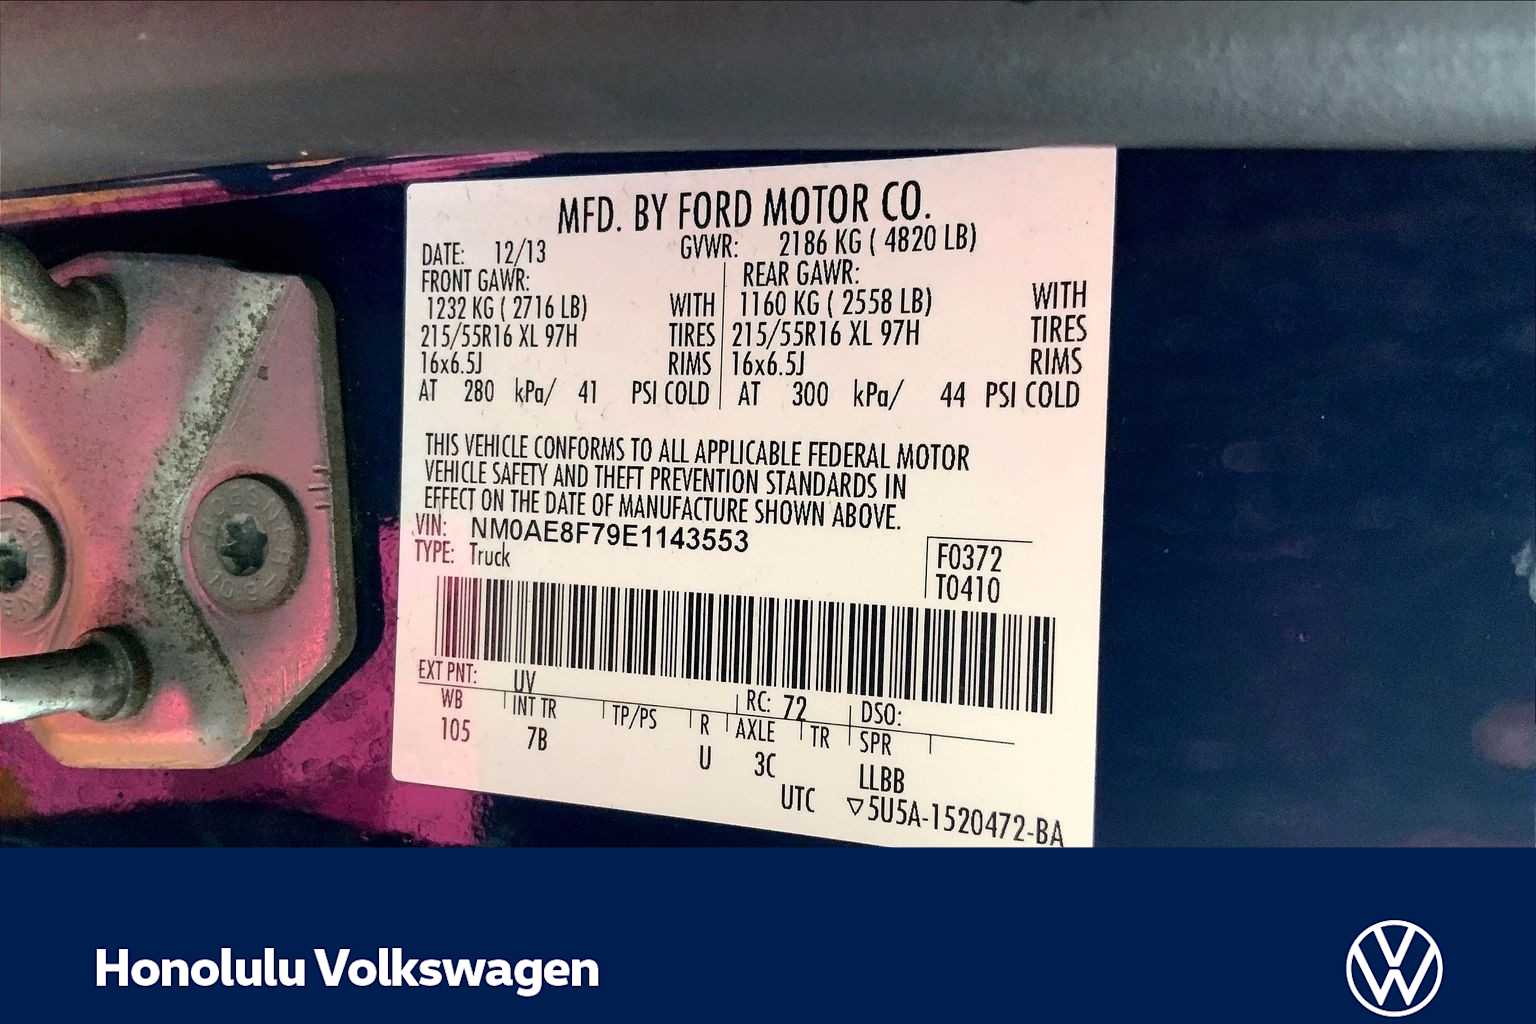 MFD. BY FORD MOTOR CO.
DATE: 12/13 GVWR: 2186 KG ( 4820 LB)
FRONT GAWR: REAR GAWR:
1232 KG ( 2716 LB) WITH 1160 KG ( 2558 LB) WITH
215/55R16 XL 97H TIRES 215/55R16 XL 97H TIRES
16x6.5J RIMS 16x6.5J RIMS
AT 280 kPa/ 41 PSI COLD AT 300 kPa/ 44 PSI COLD
THIS VEHICLE CONFORMS TO ALL APPLICABLE FEDERAL MOTOR
VEHICLE SAFETY AND THEFT PREVENTION STANDARDS IN
EFFECT ON THE DATE OF MANUFACTURE SHOWN ABOVE.
VIN: NM0AE8F79E1143553
TYPE: Truck
F0372
T0410
EXT PNT: UV RC: 72 DSO:
WB INT TR TP/PS R AXLE TR SPR
105 7B U 3C LLBB
UTC ▽5U5A-1520472-BA
Honolulu Volkswagen